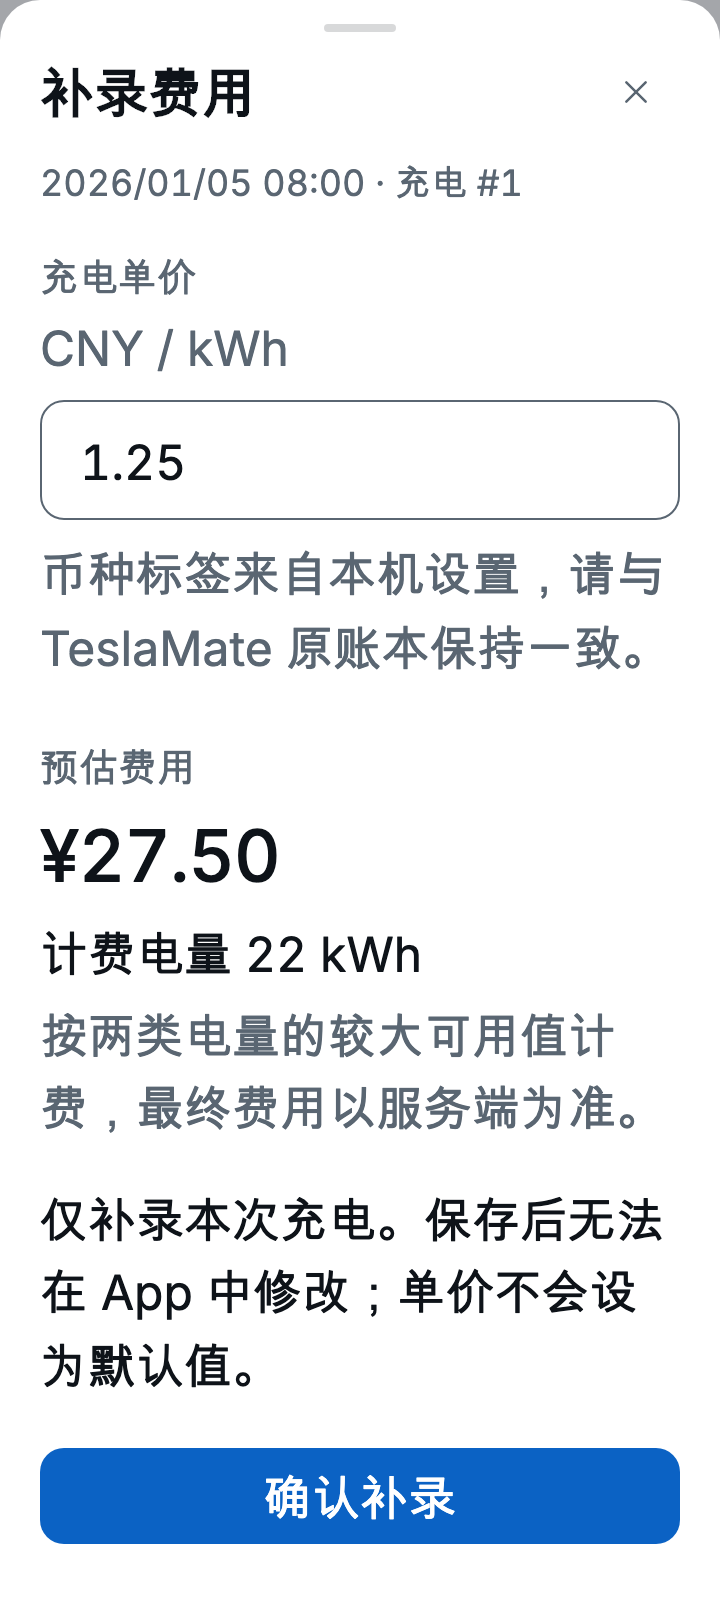 补录费用
2026/01/05 08:00 · 充电 #1
充电单价
CNY / kWh
1.25
币种标签来自本机设置，请与
TeslaMate 原账本保持一致。
预估费用
¥27.50
计费电量 22 kWh
按两类电量的较大可用值计
费，最终费用以服务端为准。
仅补录本次充电。保存后无法
在 App 中修改；单价不会设
为默认值。
确认补录